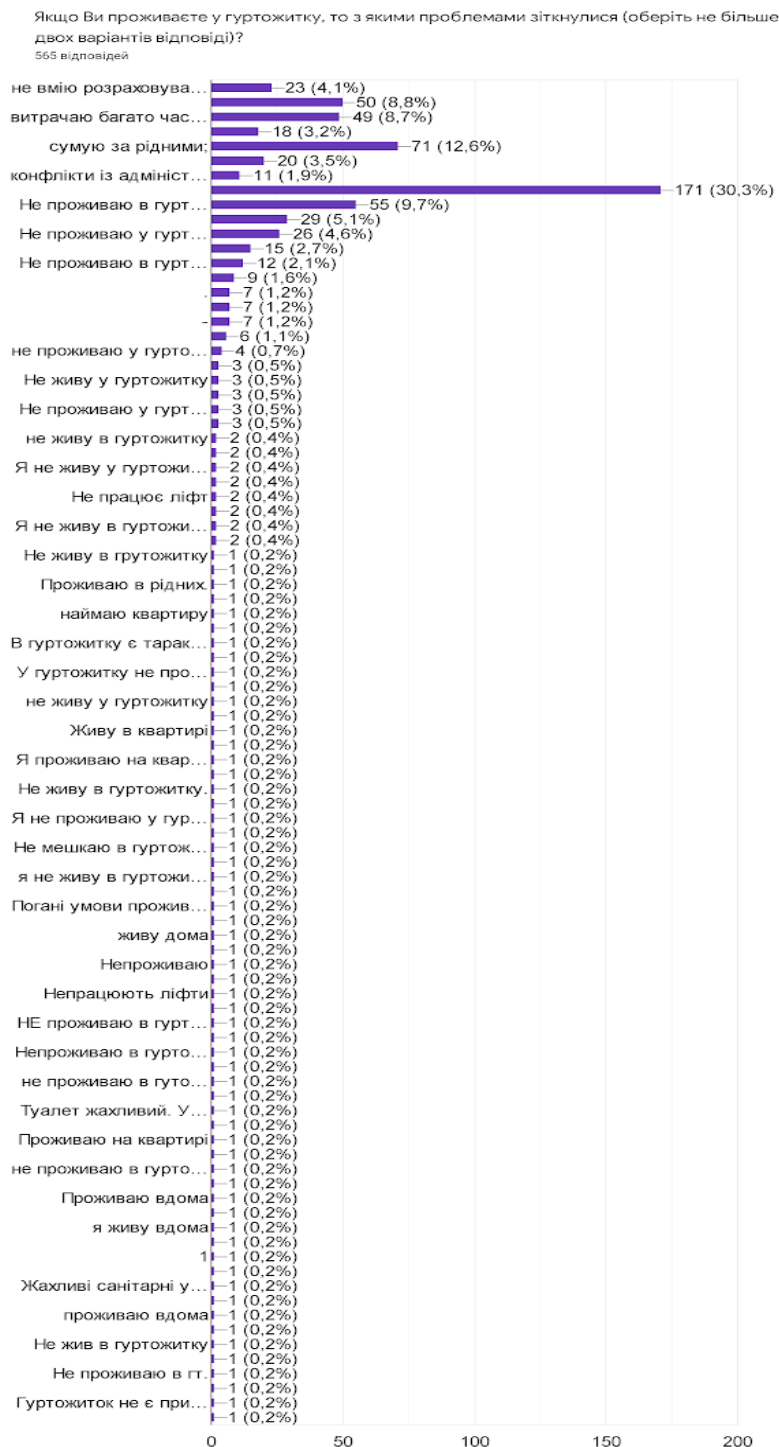 Якщо Ви проживаєте у гуртожитку, то з якими проблемами зіткнулися (оберіть не більше
двох варіантів відповіді)?
565 відповідей
не вмію розраховува… 23 (4,1%)
50 (8,8%)
витрачаю багато час… 49 (8,7%)
18 (3,2%)
сумую за рідними; 71 (12,6%)
20 (3,5%)
конфлікти із адмініст… 11 (1,9%)
171 (30,3%)
Не проживаю в гурт… 55 (9,7%)
29 (5,1%)
Не проживаю у гурт… 26 (4,6%)
15 (2,7%)
Не проживаю в гурт… 12 (2,1%)
9 (1,6%)
. 7 (1,2%)
7 (1,2%)
- 7 (1,2%)
6 (1,1%)
не проживаю у гурто… 4 (0,7%)
3 (0,5%)
Не живу у гуртожитку 3 (0,5%)
3 (0,5%)
Не проживаю у гурт… 3 (0,5%)
3 (0,5%)
не живу в гуртожитку 2 (0,4%)
2 (0,4%)
Я не живу у гуртожи… 2 (0,4%)
2 (0,4%)
Не працює ліфт 2 (0,4%)
2 (0,4%)
Я не живу в гуртожи… 2 (0,4%)
2 (0,4%)
Не живу в грутожитку 1 (0,2%)
1 (0,2%)
Проживаю в рідних. 1 (0,2%)
1 (0,2%)
наймаю квартиру 1 (0,2%)
1 (0,2%)
В гуртожитку є тарак… 1 (0,2%)
1 (0,2%)
У гуртожитку не про… 1 (0,2%)
1 (0,2%)
не живу у гуртожитку 1 (0,2%)
1 (0,2%)
Живу в квартирі 1 (0,2%)
1 (0,2%)
Я проживаю на квар… 1 (0,2%)
1 (0,2%)
Не живу в гуртожитку. 1 (0,2%)
1 (0,2%)
Я не проживаю у гур… 1 (0,2%)
1 (0,2%)
Не мешкаю в гуртож… 1 (0,2%)
1 (0,2%)
я не живу в гуртожи… 1 (0,2%)
1 (0,2%)
Погані умови прожив… 1 (0,2%)
1 (0,2%)
живу дома 1 (0,2%)
1 (0,2%)
Непроживаю 1 (0,2%)
1 (0,2%)
Непрацюють ліфти 1 (0,2%)
1 (0,2%)
НЕ проживаю в гурт… 1 (0,2%)
1 (0,2%)
Непроживаю в гурто… 1 (0,2%)
1 (0,2%)
не проживаю в гуто… 1 (0,2%)
1 (0,2%)
Туалет жахливий. У… 1 (0,2%)
1 (0,2%)
Проживаю на квартирі 1 (0,2%)
1 (0,2%)
не проживаю в гурто… 1 (0,2%)
1 (0,2%)
Проживаю вдома 1 (0,2%)
1 (0,2%)
я живу вдома 1 (0,2%)
1 (0,2%)
1 1 (0,2%)
1 (0,2%)
Жахливі санітарні у… 1 (0,2%)
1 (0,2%)
проживаю вдома 1 (0,2%)
1 (0,2%)
Не жив в гуртожитку 1 (0,2%)
1 (0,2%)
Не проживаю в гт. 1 (0,2%)
1 (0,2%)
Гуртожиток не є при… 1 (0,2%)
1 (0,2%)
0 50 100 150 200